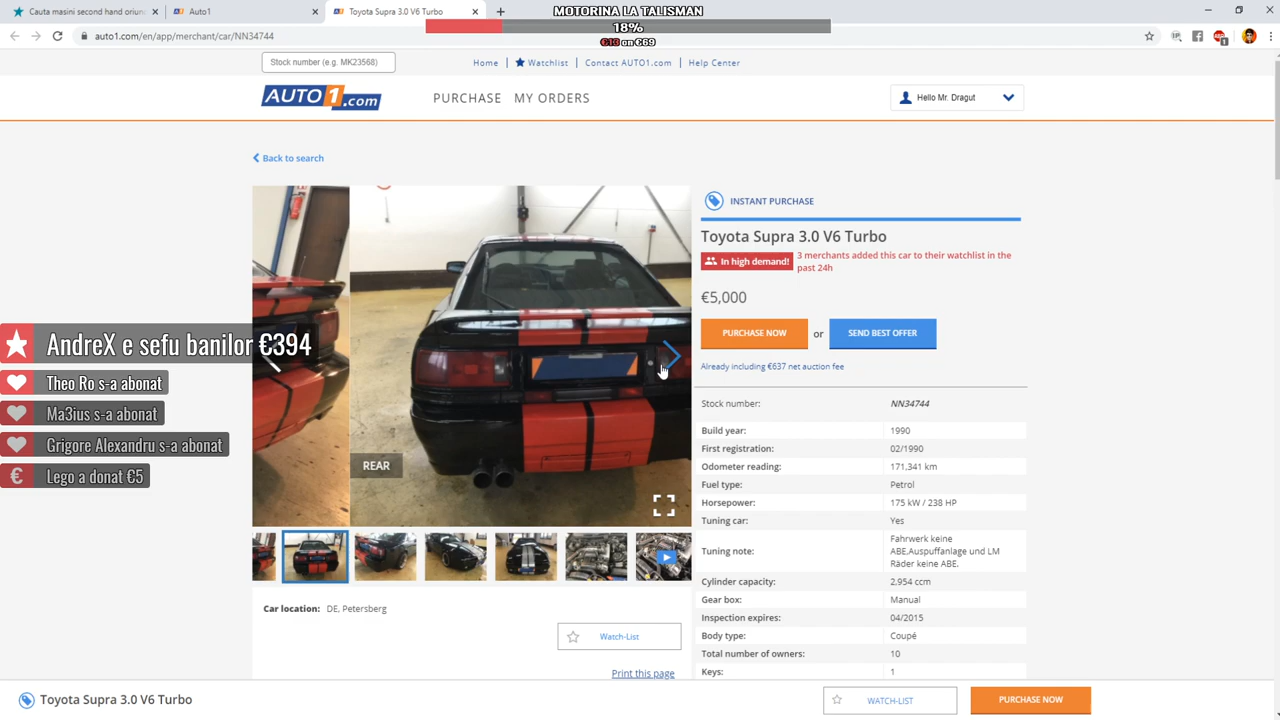 Cauta masini second hand oriun
Auto1
Toyota Supra 3.0 V6 Turbo
MOTORINA LA TALISMAN
18%
€13 on €69
auto1.com/en/app/merchant/car/NN34744
Stock number (e.g. MK23568)
Home
Watchlist
Contact AUTO1.com
Help Center
AUTO1.com
PURCHASE
MY ORDERS
Hello Mr. Dragut
Back to search
INSTANT PURCHASE
Toyota Supra 3.0 V6 Turbo
In high demand!
3 merchants added this car to their watchlist in the
past 24h
€5,000
PURCHASE NOW
or
SEND BEST OFFER
Already including €637 net auction fee
AndreX e sefu banilor €394
Theo Ro s-a abonat
Ma3ius s-a abonat
Grigore Alexandru s-a abonat
€ Lego a donat €5
REAR
Stock number: NN34744
Build year: 1990
First registration: 02/1990
Odometer reading: 171,341 km
Fuel type: Petrol
Horsepower: 175 kW / 238 HP
Tuning car: Yes
Tuning note: Fahrwerk keine
ABE,Auspuffanlage und LM
Räder keine ABE.
Cylinder capacity: 2,954 ccm
Gear box: Manual
Inspection expires: 04/2015
Body type: Coupé
Total number of owners: 10
Keys: 1
Car location: DE, Petersberg
Watch-List
Print this page
Toyota Supra 3.0 V6 Turbo
WATCH-LIST
PURCHASE NOW